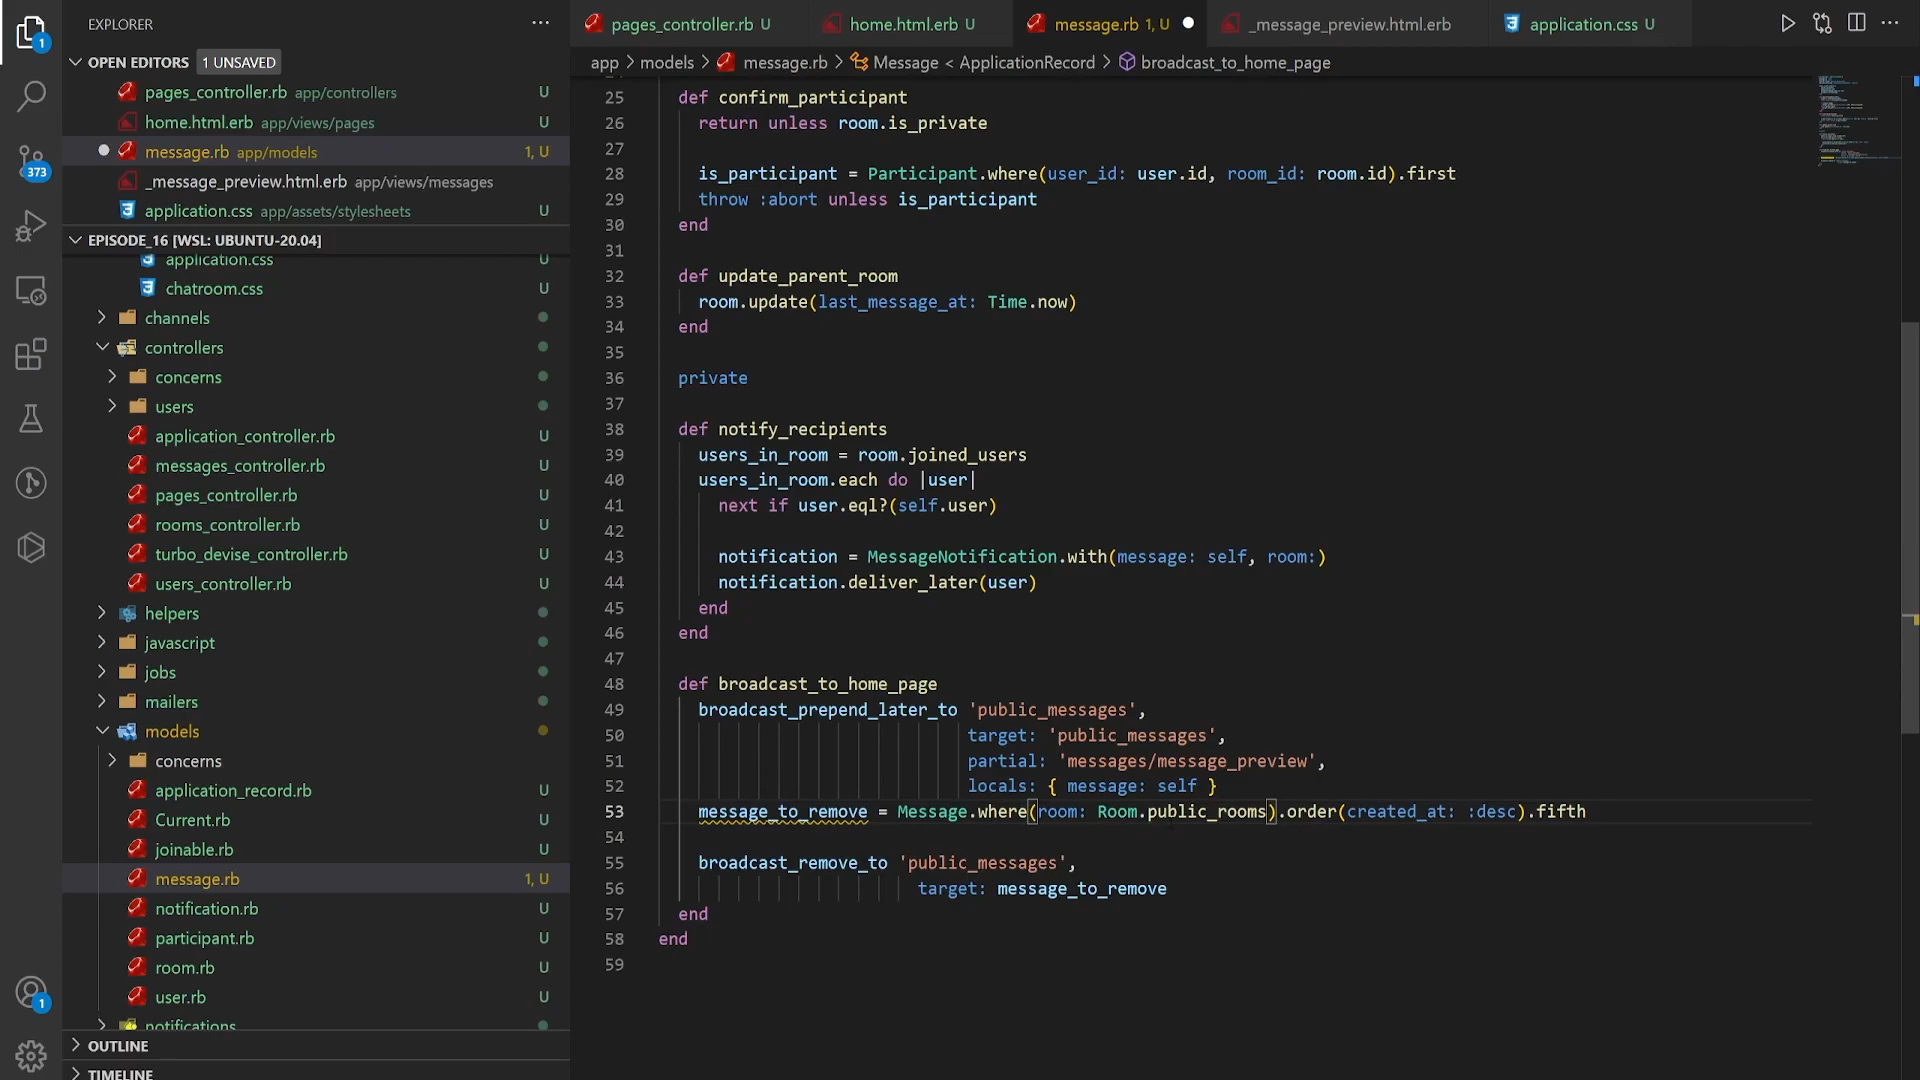 EXPLORER
OPEN EDITORS 1 UNSAVED
pages_controller.rb app/controllers U
home.html.erb app/views/pages U
message.rb app/models 1, U
_message_preview.html.erb app/views/messages
application.css app/assets/stylesheets U
EPISODE_16 [WSL: UBUNTU-20.04]
application.css U
chatroom.css U
channels
controllers
concerns
users
application_controller.rb U
messages_controller.rb U
pages_controller.rb U
rooms_controller.rb U
turbo_devise_controller.rb U
users_controller.rb U
helpers
javascript
jobs
mailers
models
concerns
application_record.rb U
Current.rb U
joinable.rb U
message.rb 1, U
notification.rb U
participant.rb U
room.rb U
user.rb U
notifications
OUTLINE
TIMELINE
1
373
1
pages_controller.rb U
home.html.erb U
message.rb 1, U
_message_preview.html.erb
application.css U
app > models > message.rb > Message < ApplicationRecord > broadcast_to_home_page
25 def confirm_participant
26 return unless room.is_private
27
28 is_participant = Participant.where(user_id: user.id, room_id: room.id).first
29 throw :abort unless is_participant
30 end
31
32 def update_parent_room
33 room.update(last_message_at: Time.now)
34 end
35
36 private
37
38 def notify_recipients
39 users_in_room = room.joined_users
40 users_in_room.each do |user|
41 next if user.eql?(self.user)
42
43 notification = MessageNotification.with(message: self, room:)
44 notification.deliver_later(user)
45 end
46 end
47
48 def broadcast_to_home_page
49 broadcast_prepend_later_to 'public_messages',
50 target: 'public_messages',
51 partial: 'messages/message_preview',
52 locals: { message: self }
53 message_to_remove = Message.where(room: Room.public_rooms).order(created_at: :desc).fifth
54
55 broadcast_remove_to 'public_messages',
56 target: message_to_remove
57 end
58 end
59